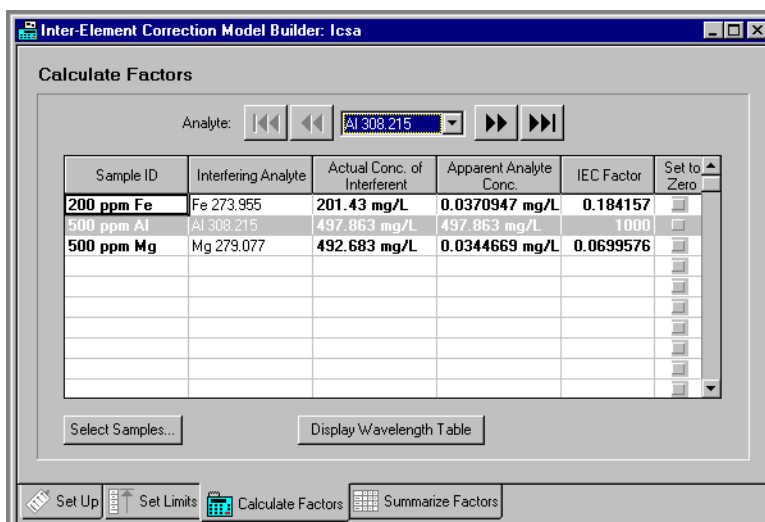 Inter-Element Correction Model Builder: Icsa
Calculate Factors
Analyte: Al 308.215
Sample ID Interfering Analyte Actual Conc. of Interferent Apparent Analyte Conc. IEC Factor Set to Zero
200 ppm Fe Fe 273.955 201.43 mg/L 0.0370947 mg/L 0.184157
500 ppm Al Al 308.215 497.863 mg/L 497.863 mg/L 1000
500 ppm Mg Mg 279.077 492.683 mg/L 0.0344669 mg/L 0.0699576
Select Samples... Display Wavelength Table
Set Up Set Limits Calculate Factors Summarize Factors